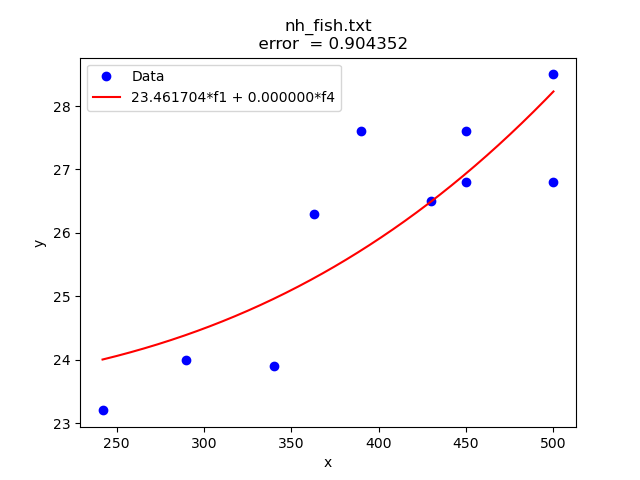 nh_fish.txt
error = 0.904352
Data
23.461704*f1 + 0.000000*f4
y
28
27
26
25
24
23
250
300
350
400
450
500
x